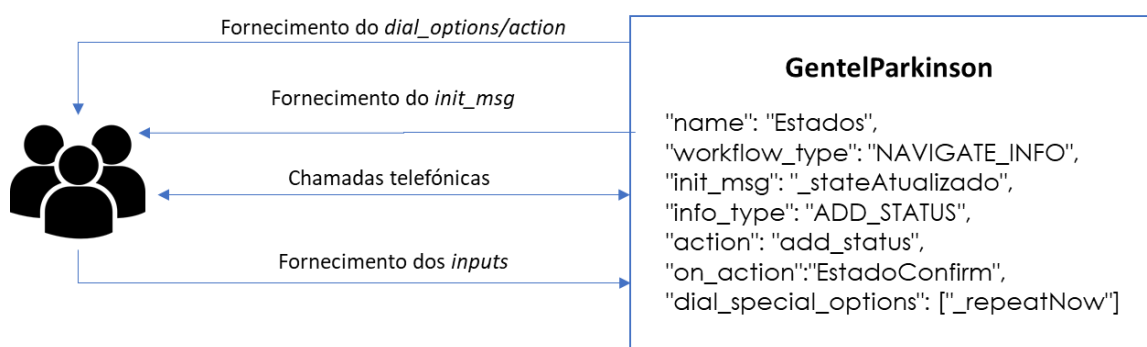 Fornecimento do dial_options/action
Fornecimento do init_msg
Chamadas telefónicas
Fornecimento dos inputs
GentelParkinson
"name": "Estados",
"workflow_type": "NAVIGATE_INFO",
"init_msg": "_stateAtualizado",
"info_type": "ADD_STATUS",
"action": "add_status",
"on_action":"EstadoConfirm",
"dial_special_options": ["_repeatNow"]